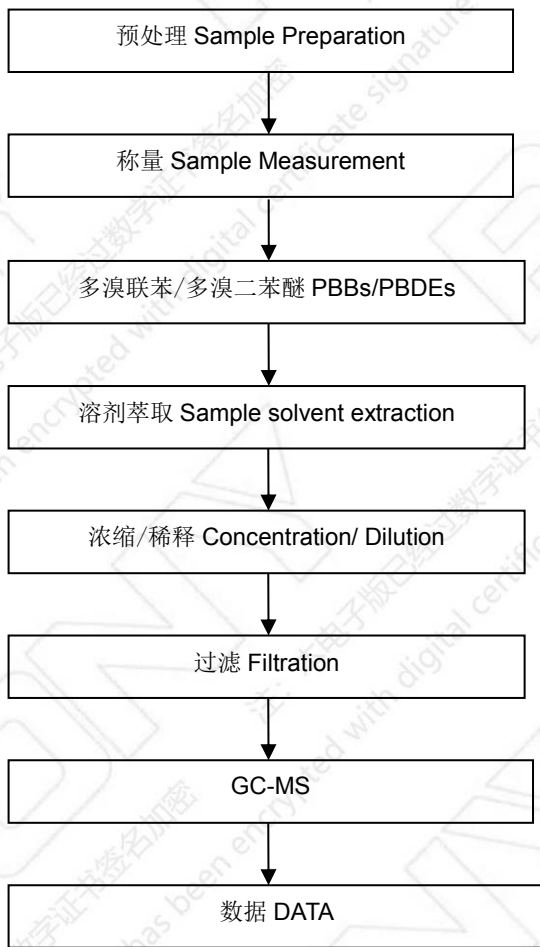 预处理 Sample Preparation
称量 Sample Measurement
多溴联苯/多溴二苯醚 PBBs/PBDEs
溶剂萃取 Sample solvent extraction
浓缩/稀释 Concentration/ Dilution
过滤 Filtration
GC-MS
数据 DATA